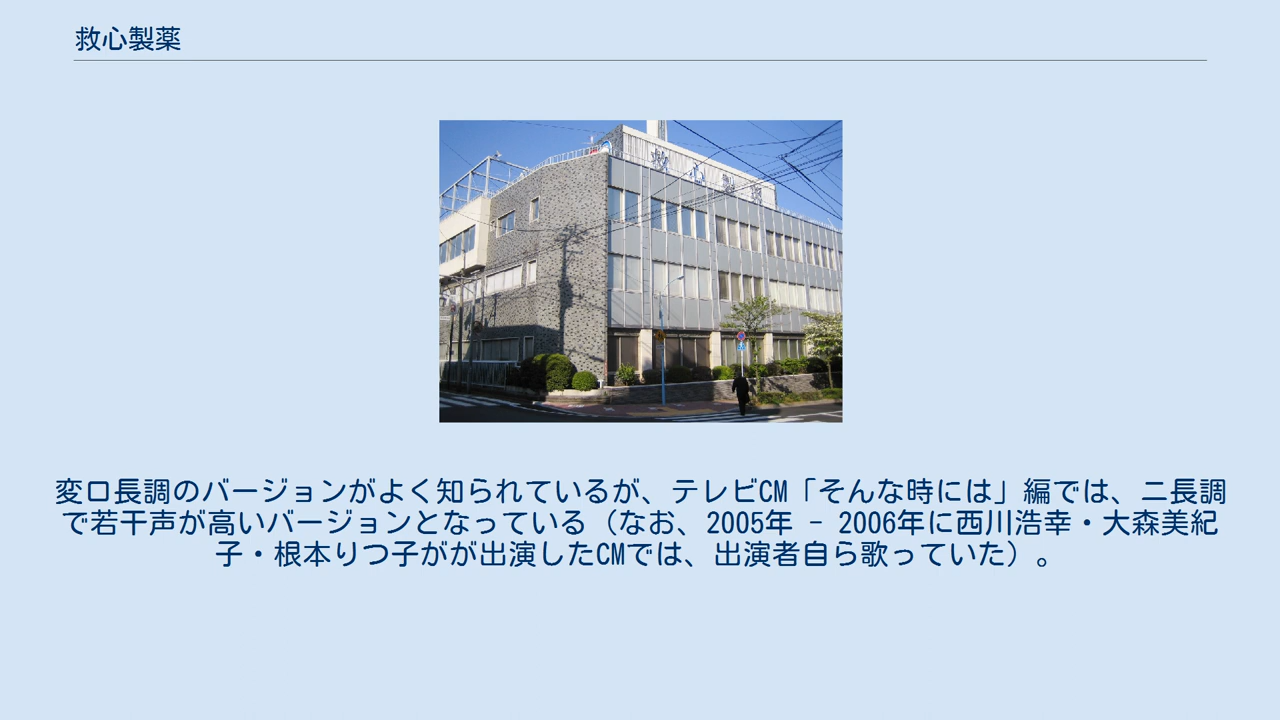 救心製薬
救心製薬
変ロ長調のバージョンがよく知られているが、テレビCM「そんな時には」編では、ニ長調
で若干声が高いバージョンとなっている（なお、2005年 - 2006年に西川浩幸・大森美紀
子・根本りつ子がが出演したCMでは、出演者自ら歌っていた）。